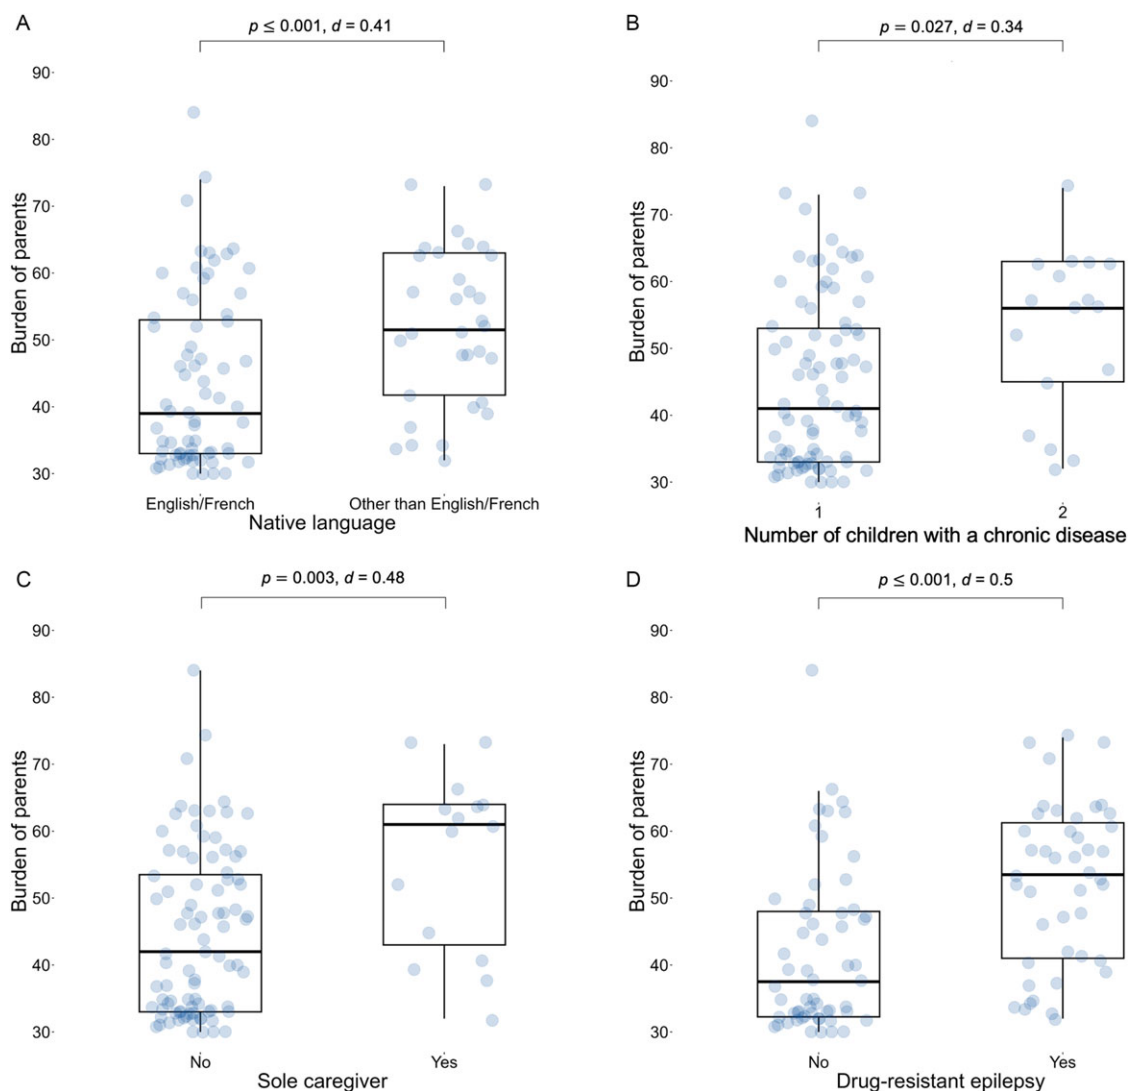 A
p ≤ 0.001, d = 0.41
90
80
70
60
50
40
30
Burden of parents
English/French
Other than English/French
Native language
B
p = 0.027, d = 0.34
90
80
70
60
50
40
30
Burden of parents
1
2
Number of children with a chronic disease
C
p = 0.003, d = 0.48
90
80
70
60
50
40
30
Burden of parents
No
Yes
Sole caregiver
D
p ≤ 0.001, d = 0.5
90
80
70
60
50
40
30
Burden of parents
No
Yes
Drug-resistant epilepsy